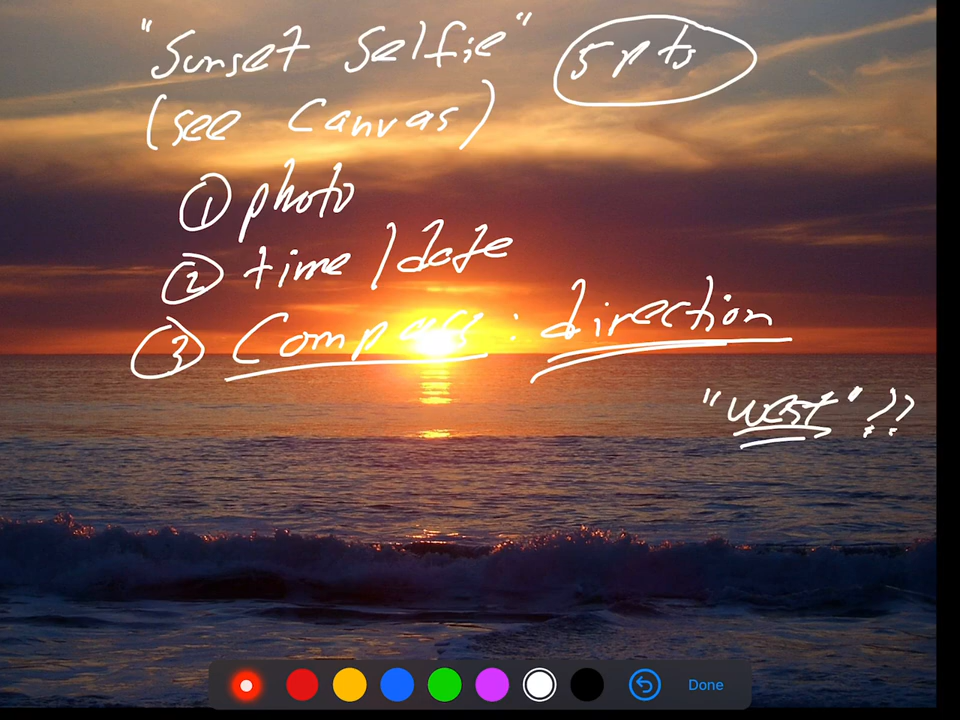 "Sunset Selfie" 5 pts
(see Canvas)
① photo
② time/date
③ Compass: direction
"west" ??
Done